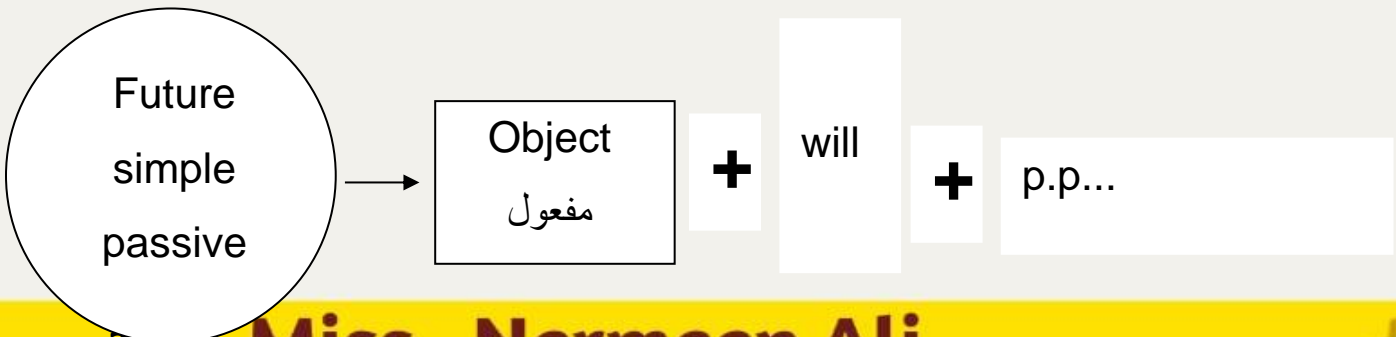 Future
simple
passive
Object
مفعول
+
will
+
p.p...